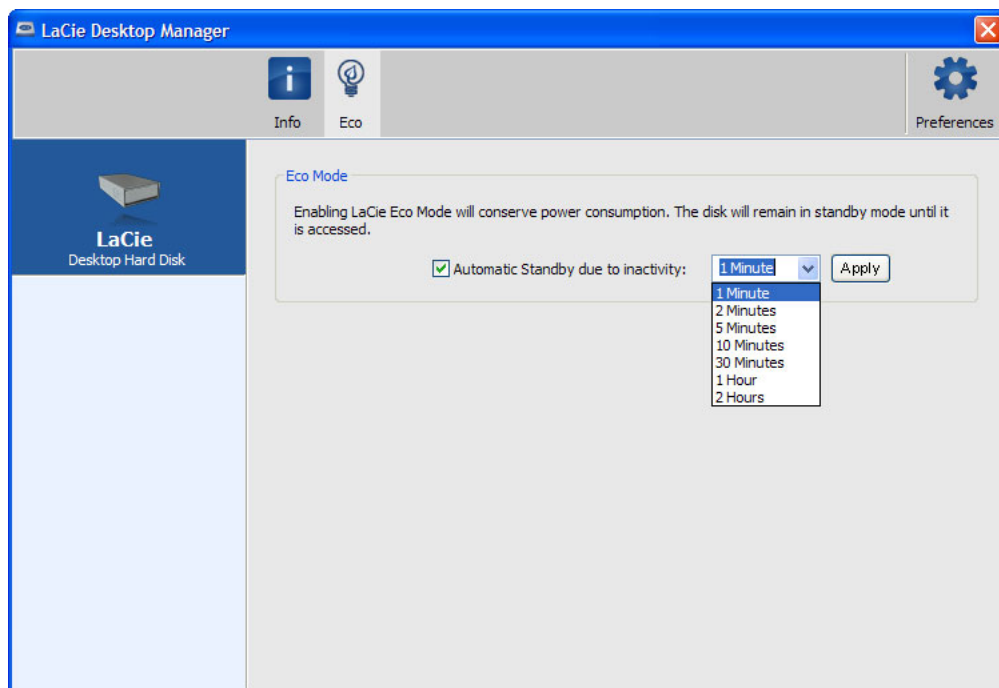 LaCie Desktop Manager
Info
Eco
Preferences
LaCie
Desktop Hard Disk
Eco Mode
Enabling LaCie Eco Mode will conserve power consumption. The disk will remain in standby mode until it
is accessed.
Automatic Standby due to inactivity:
1 Minute
Apply
1 Minute
2 Minutes
5 Minutes
10 Minutes
30 Minutes
1 Hour
2 Hours